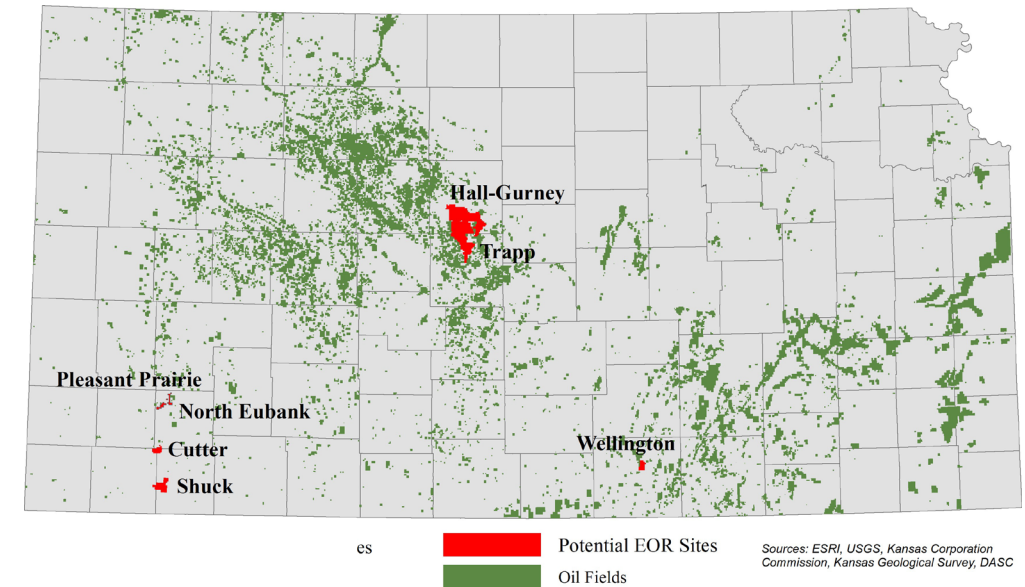 Hall-Gurney
Trapp
Pleasant Prairie
North Eubank
Cutter
Wellington
Shuck
es
Potential EOR Sites
Oil Fields
Sources: ESRI, USGS, Kansas Corporation
Commission, Kansas Geological Survey, DASC